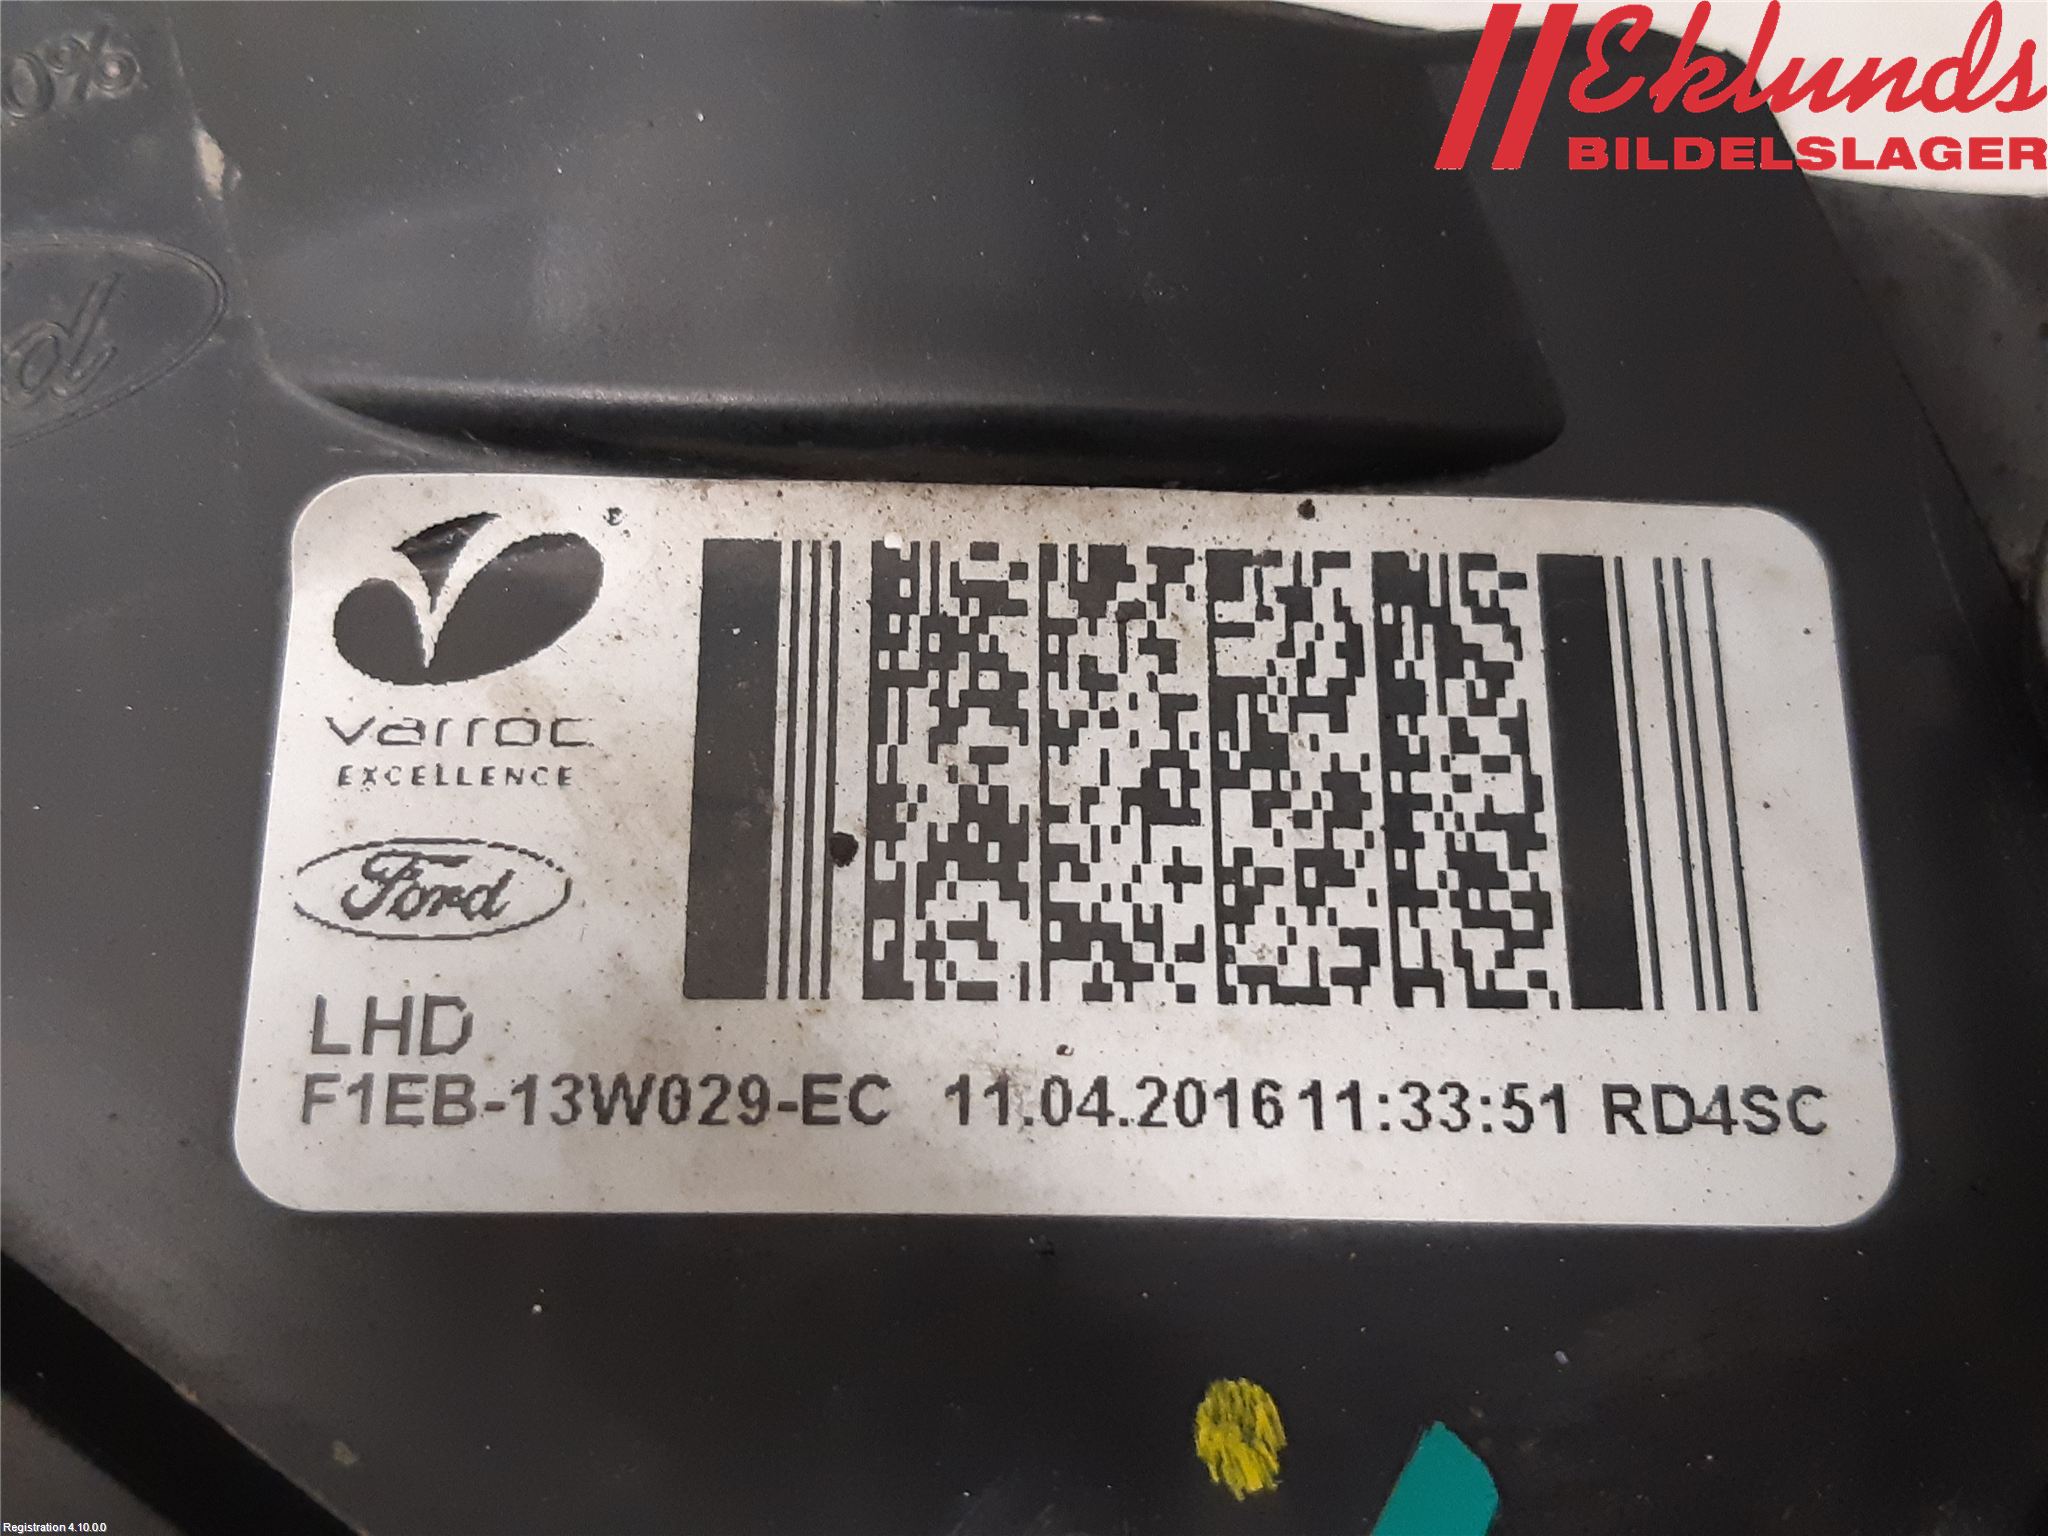 Eklunds
BILDELSLAGER
0%
varroc
EXCELLENCE
Ford
LHD
F1EB-13W029-EC 11.04.2016 11:33:51 RD4SC
Registration 4.10.0.0